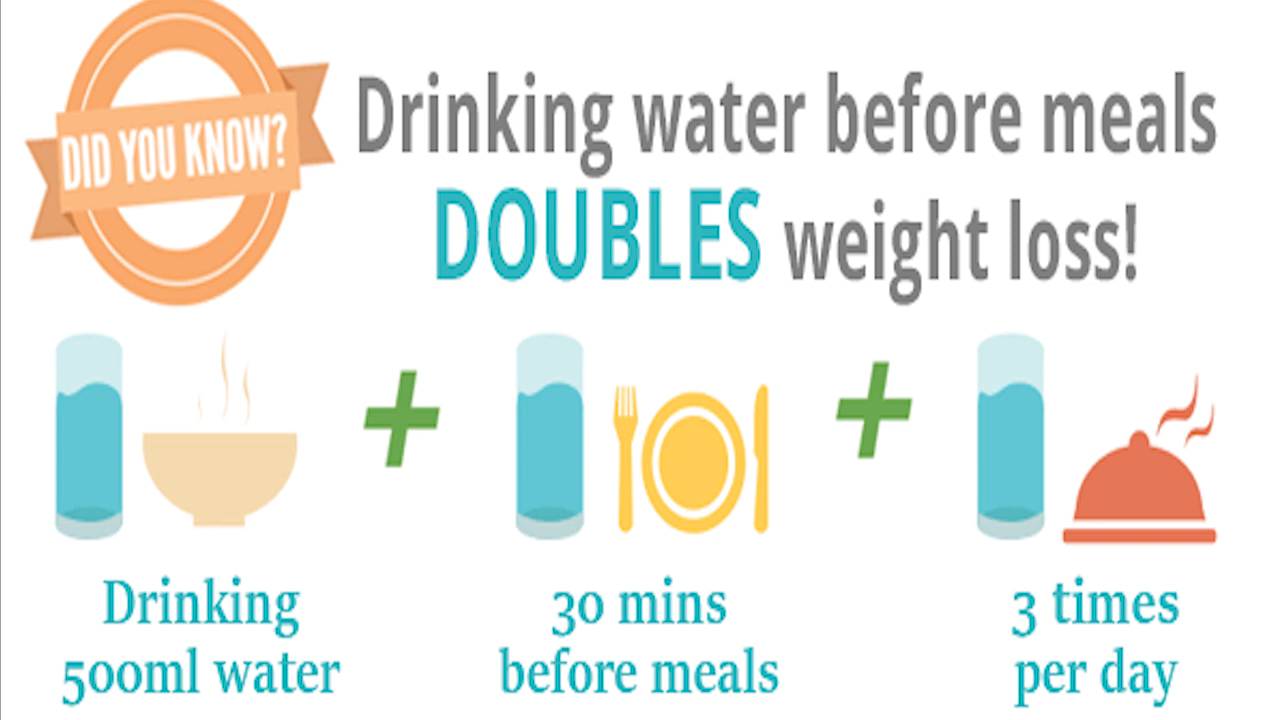 DID YOU KNOW?
Drinking water before meals
DOUBLES weight loss!
Drinking
500ml water
30 mins
before meals
3 times
per day